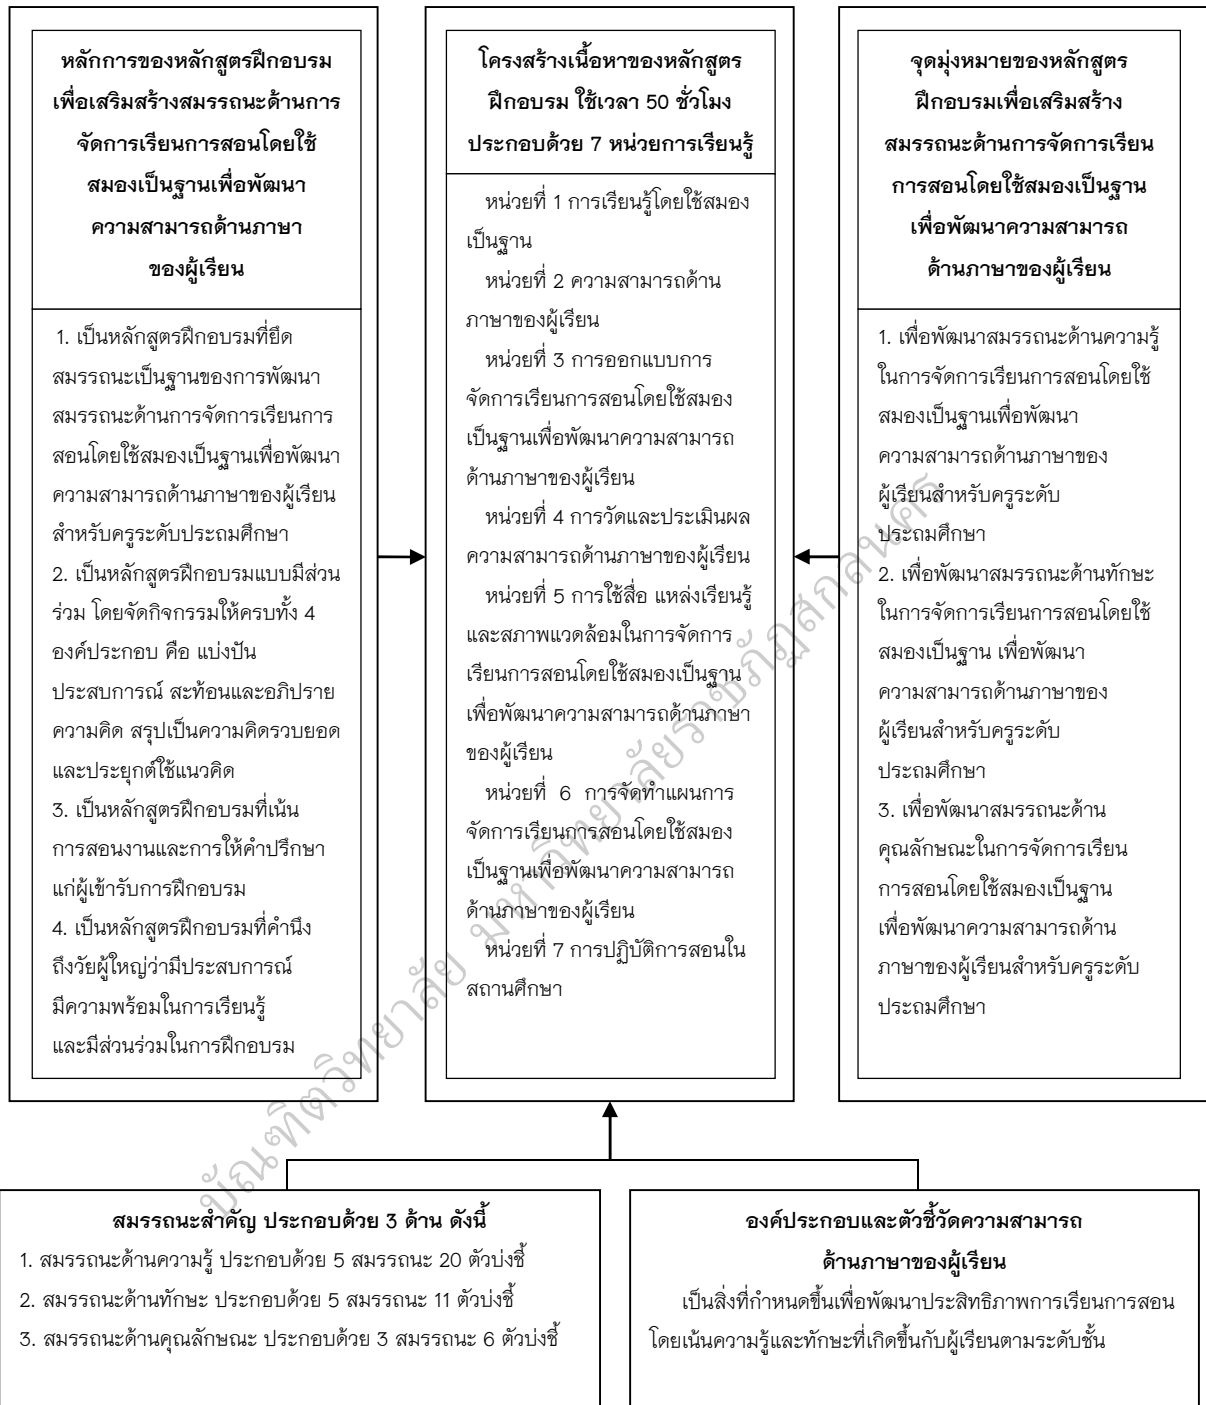 หลักการของหลักสูตรฝึกอบรม
เพื่อเสริมสร้างสมรรถนะด้านการ
จัดการเรียนการสอนโดยใช้
สมองเป็นฐานเพื่อพัฒนา
ความสามารถด้านภาษา
ของผู้เรียน
1. เป็นหลักสูตรฝึกอบรมที่ยึด
สมรรถนะเป็นฐานของการพัฒนา
สมรรถนะด้านการจัดการเรียนการ
สอนโดยใช้สมองเป็นฐานเพื่อพัฒนา
ความสามารถด้านภาษาของผู้เรียน
สำหรับครูระดับประถมศึกษา
2. เป็นหลักสูตรฝึกอบรมแบบมีส่วน
ร่วม โดยจัดกิจกรรมให้ครบทั้ง 4
องค์ประกอบ คือ แบ่งปัน
ประสบการณ์ สะท้อนและอภิปราย
ความคิด สรุปเป็นความคิดรวบยอด
และประยุกต์ใช้แนวคิด
3. เป็นหลักสูตรฝึกอบรมที่เน้น
การสอนงานและการให้คำปรึกษา
แก่ผู้เข้ารับการฝึกอบรม
4. เป็นหลักสูตรฝึกอบรมที่คำนึง
ถึงวัยผู้ใหญ่ว่ามีประสบการณ์
มีความพร้อมในการเรียนรู้
และมีส่วนร่วมในการฝึกอบรม
โครงสร้างเนื้อหาของหลักสูตร
ฝึกอบรม ใช้เวลา 50 ชั่วโมง
ประกอบด้วย 7 หน่วยการเรียนรู้
หน่วยที่ 1 การเรียนรู้โดยใช้สมอง
เป็นฐาน
หน่วยที่ 2 ความสามารถด้าน
ภาษาของผู้เรียน
หน่วยที่ 3 การออกแบบการ
จัดการเรียนการสอนโดยใช้สมอง
เป็นฐานเพื่อพัฒนาความสามารถ
ด้านภาษาของผู้เรียน
หน่วยที่ 4 การวัดและประเมินผล
ความสามารถด้านภาษาของผู้เรียน
หน่วยที่ 5 การใช้สื่อ แหล่งเรียนรู้
และสภาพแวดล้อมในการจัดการ
เรียนการสอนโดยใช้สมองเป็นฐาน
เพื่อพัฒนาความสามารถด้านภาษา
ของผู้เรียน
หน่วยที่ 6 การจัดทำแผนการ
จัดการเรียนการสอนโดยใช้สมอง
เป็นฐานเพื่อพัฒนาความสามารถ
ด้านภาษาของผู้เรียน
หน่วยที่ 7 การปฏิบัติการสอนใน
สถานศึกษา
จุดมุ่งหมายของหลักสูตร
ฝึกอบรมเพื่อเสริมสร้าง
สมรรถนะด้านการจัดการเรียน
การสอนโดยใช้สมองเป็นฐาน
เพื่อพัฒนาความสามารถ
ด้านภาษาของผู้เรียน
1. เพื่อพัฒนาสมรรถนะด้านความรู้
ในการจัดการเรียนการสอนโดยใช้
สมองเป็นฐานเพื่อพัฒนา
ความสามารถด้านภาษาของ
ผู้เรียนสำหรับครูระดับ
ประถมศึกษา
2. เพื่อพัฒนาสมรรถนะด้านทักษะ
ในการจัดการเรียนการสอนโดยใช้
สมองเป็นฐาน เพื่อพัฒนา
ความสามารถด้านภาษาของ
ผู้เรียนสำหรับครูระดับ
ประถมศึกษา
3. เพื่อพัฒนาสมรรถนะด้าน
คุณลักษณะในการจัดการเรียน
การสอนโดยใช้สมองเป็นฐาน
เพื่อพัฒนาความสามารถด้าน
ภาษาของผู้เรียนสำหรับครูระดับ
ประถมศึกษา
บัณฑิตวิทยาลัย มหาวิทยาลัยราชภัฏสกลนคร
สมรรถนะสำคัญ ประกอบด้วย 3 ด้าน ดังนี้
1. สมรรถนะด้านความรู้ ประกอบด้วย 5 สมรรถนะ 20 ตัวบ่งชี้
2. สมรรถนะด้านทักษะ ประกอบด้วย 5 สมรรถนะ 11 ตัวบ่งชี้
3. สมรรถนะด้านคุณลักษณะ ประกอบด้วย 3 สมรรถนะ 6 ตัวบ่งชี้
องค์ประกอบและตัวชี้วัดความสามารถ
ด้านภาษาของผู้เรียน
เป็นสิ่งที่กำหนดขึ้นเพื่อพัฒนาประสิทธิภาพการเรียนการสอน
โดยเน้นความรู้และทักษะที่เกิดขึ้นกับผู้เรียนตามระดับชั้น